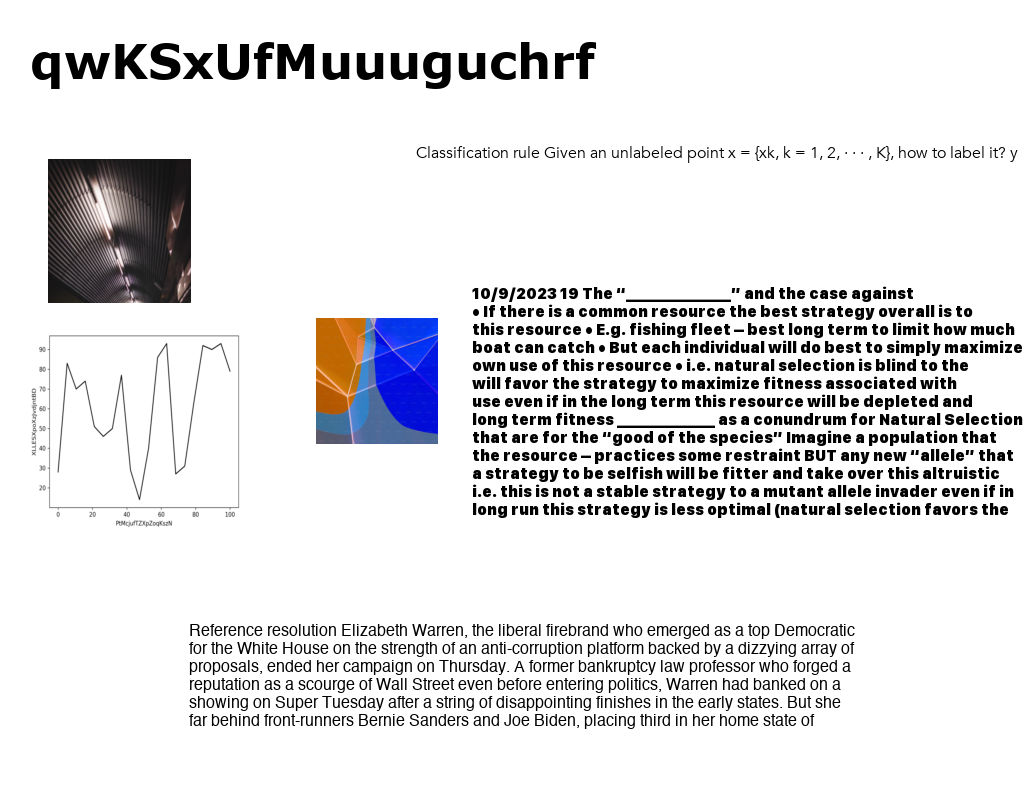 qwKSxUfMuuuguchrf
Classification rule Given an unlabeled point x = {xk, k = 1, 2, · · · , K}, how to label it? y
10/9/2023 19 The “_____________” and the case against
• If there is a common resource the best strategy overall is to
this resource • E.g. fishing fleet – best long term to limit how much
boat can catch • But each individual will do best to simply maximize
own use of this resource • i.e. natural selection is blind to the
will favor the strategy to maximize fitness associated with
use even if in the long term this resource will be depleted and
long term fitness ____________ as a conundrum for Natural Selection
that are for the “good of the species” Imagine a population that
the resource – practices some restraint BUT any new “allele” that
a strategy to be selfish will be fitter and take over this altruistic
i.e. this is not a stable strategy to a mutant allele invader even if in
long run this strategy is less optimal (natural selection favors the
90
80
70
60
50
40
30
20
0 20 40 60 80 100
Reference resolution Elizabeth Warren, the liberal firebrand who emerged as a top Democratic
for the White House on the strength of an anti-corruption platform backed by a dizzying array of
proposals, ended her campaign on Thursday. A former bankruptcy law professor who forged a
reputation as a scourge of Wall Street even before entering politics, Warren had banked on a
showing on Super Tuesday after a string of disappointing finishes in the early states. But she
far behind front-runners Bernie Sanders and Joe Biden, placing third in her home state of